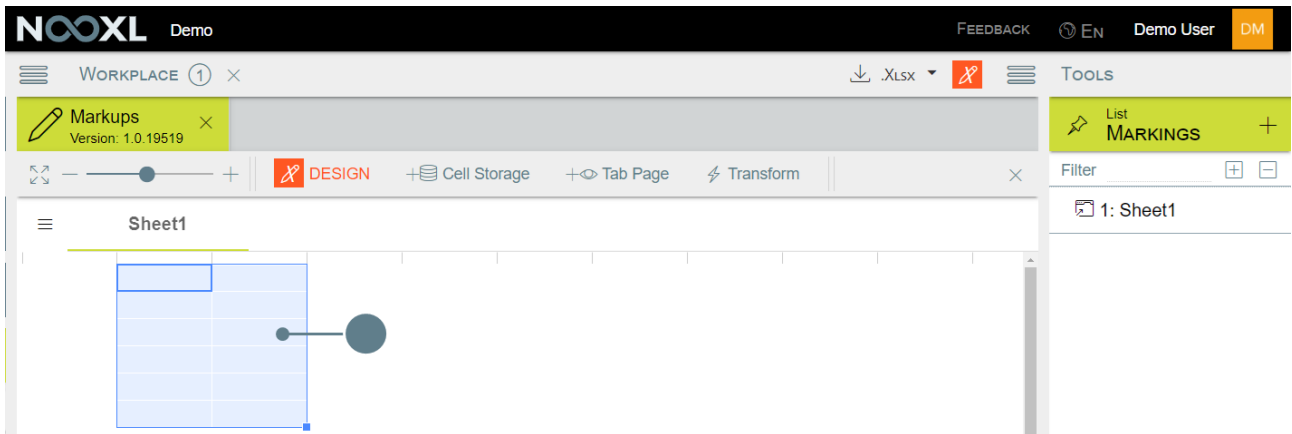 NOOXL Demo FEEDBACK EN Demo User DM
WORKPLACE 1 .XLSX TOOLS
Markups
Version: 1.0.19519
List
MARKINGS
DESIGN Cell Storage Tab Page Transform
Filter
Sheet1
1: Sheet1